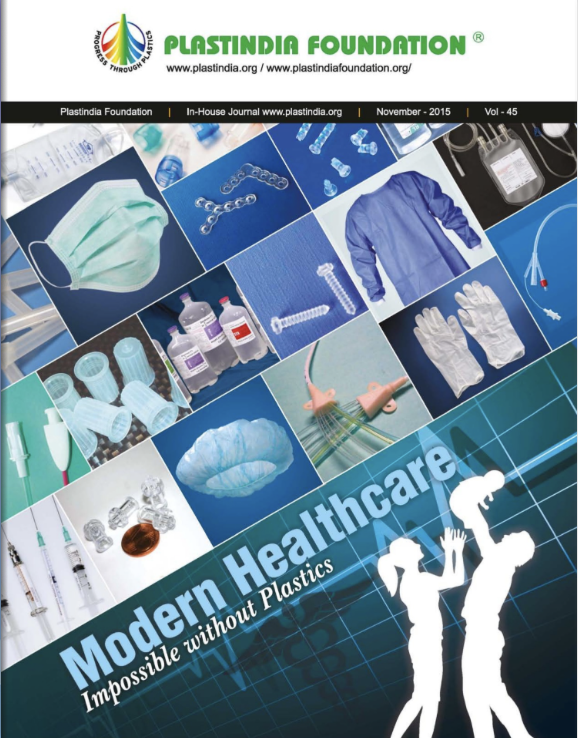 PROGRESS THROUGH PLASTICS
PLASTINDIA FOUNDATION ®
www.plastindia.org / www.plastindiafoundation.org/
Plastindia Foundation | In-House Journal www.plastindia.org | November - 2015 | Vol - 45
Modern Healthcare
Impossible without Plastics